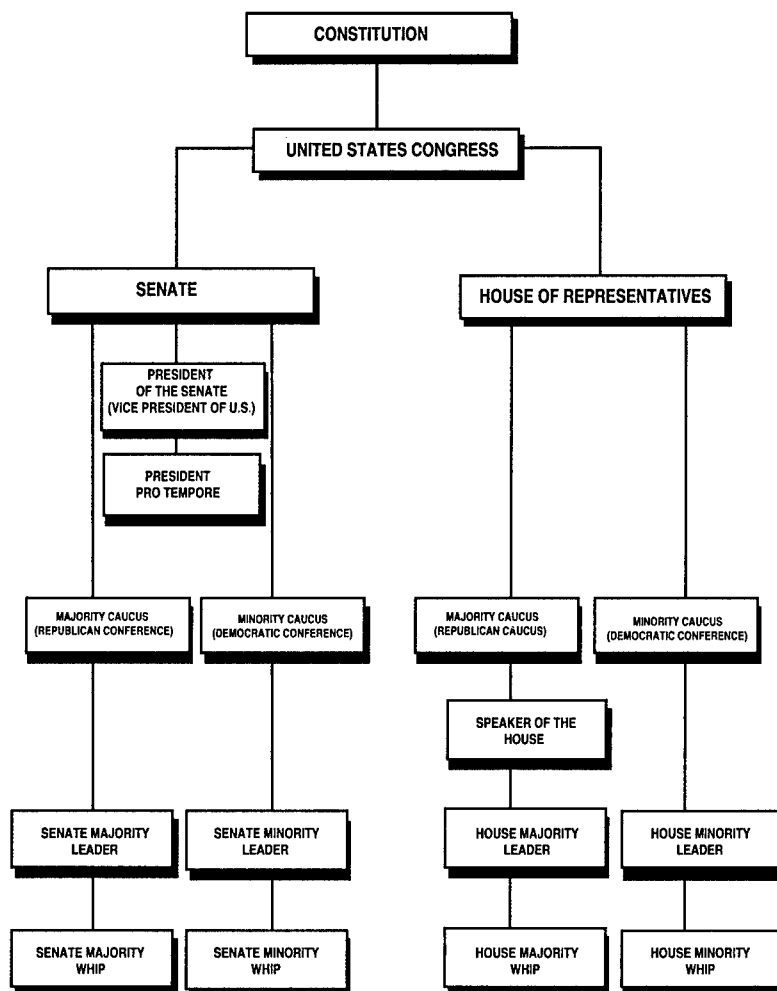 CONSTITUTION
UNITED STATES CONGRESS
SENATE
HOUSE OF REPRESENTATIVES
PRESIDENT
OF THE SENATE
(VICE PRESIDENT OF U.S.)
PRESIDENT
PRO TEMPORE
MAJORITY CAUCUS
(REPUBLICAN CONFERENCE)
MINORITY CAUCUS
(DEMOCRATIC CONFERENCE)
MAJORITY CAUCUS
(REPUBLICAN CAUCUS)
MINORITY CAUCUS
(DEMOCRATIC CONFERENCE)
SPEAKER OF THE
HOUSE
SENATE MAJORITY
LEADER
SENATE MINORITY
LEADER
HOUSE MAJORITY
LEADER
HOUSE MINORITY
LEADER
SENATE MAJORITY
WHIP
SENATE MINORITY
WHIP
HOUSE MAJORITY
WHIP
HOUSE MINORITY
WHIP